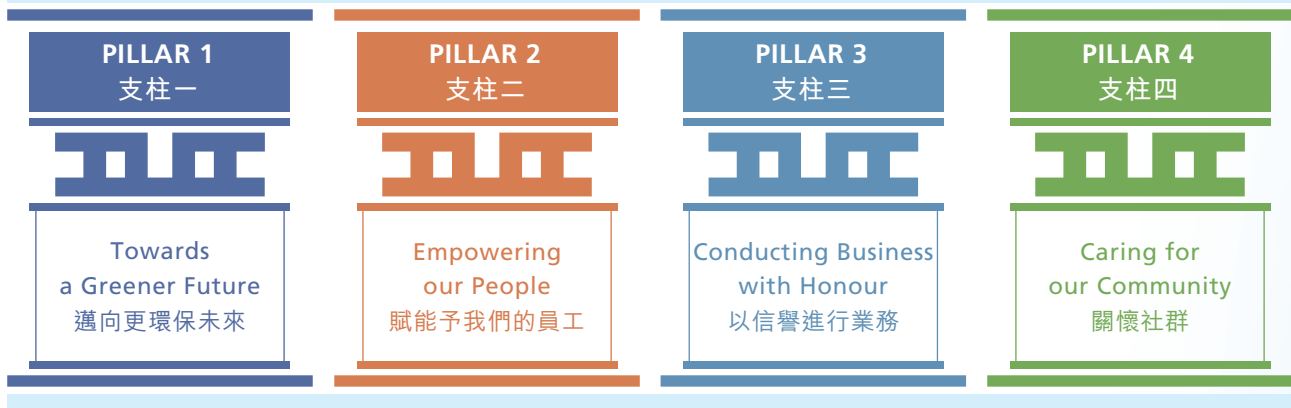 PILLAR 1
支柱一
Towards
a Greener Future
邁向更環保未來
PILLAR 2
支柱二
Empowering
our People
賦能予我們的員工
PILLAR 3
支柱三
Conducting Business
with Honour
以信譽進行業務
PILLAR 4
支柱四
Caring for
our Community
關懷社群